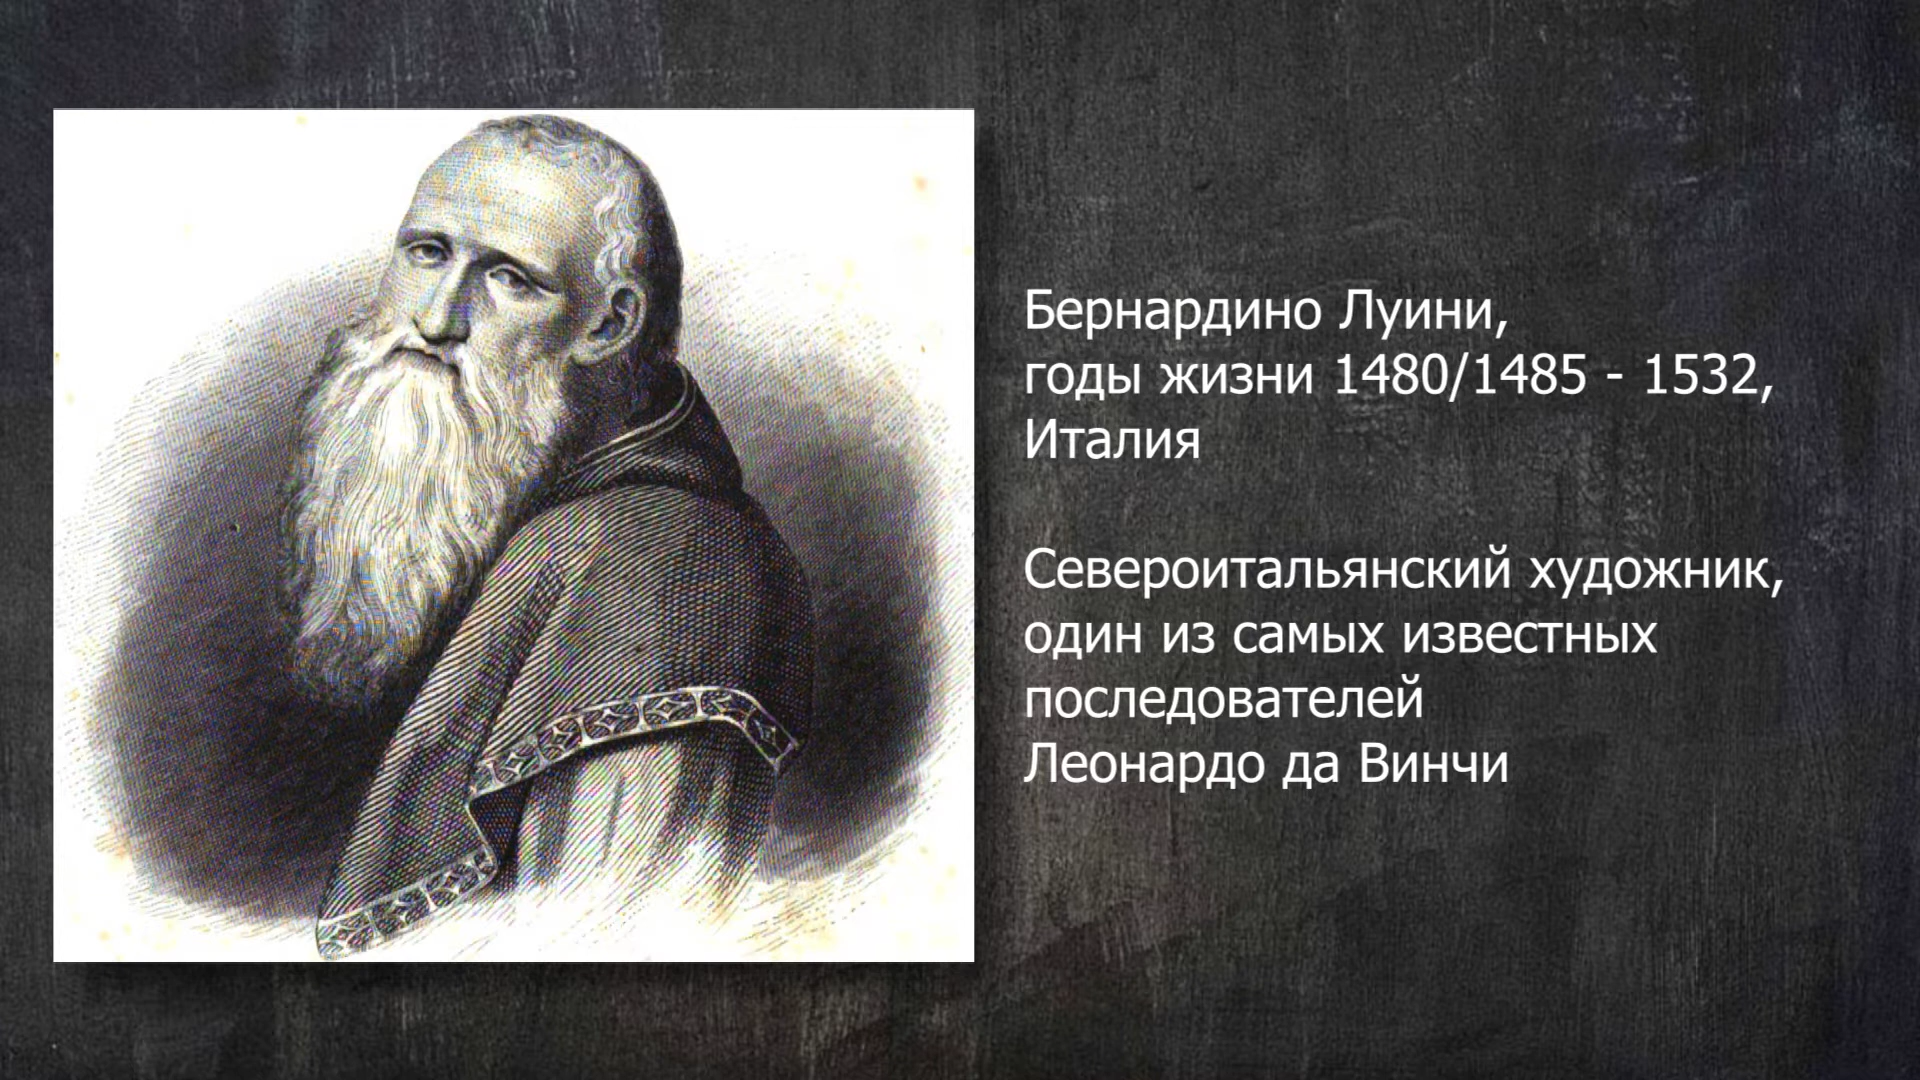 Бернардино Луини,
годы жизни 1480/1485 - 1532,
Италия
Североитальянский художник,
один из самых известных
последователей
Леонардо да Винчи